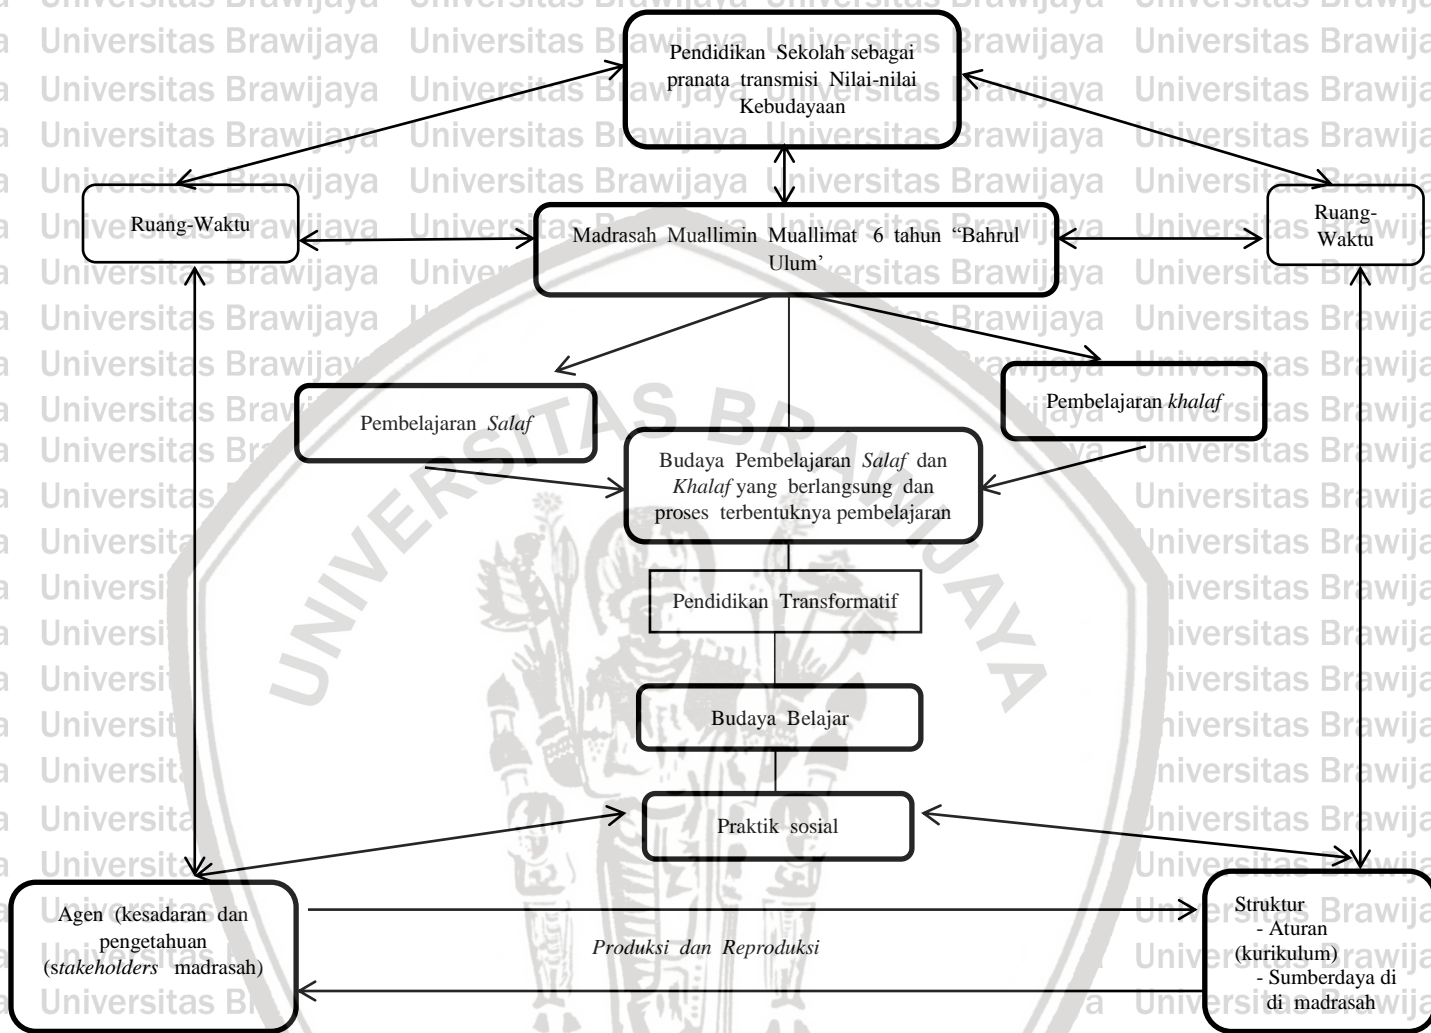 Pendidikan Sekolah sebagai
pranata transmisi Nilai-nilai
Kebudayaan
Ruang-Waktu
Madrasah Muallimin Muallimat 6 tahun “Bahrul
Ulum’
Ruang-
Waktu
Pembelajaran Salaf
Pembelajaran khalaf
Budaya Pembelajaran Salaf dan
Khalaf yang berlangsung dan
proses terbentuknya pembelajaran
Pendidikan Transformatif
Budaya Belajar
Praktik sosial
Agen (kesadaran dan
pengetahuan
(stakeholders madrasah)
Produksi dan Reproduksi
Struktur
- Aturan
(kurikulum)
- Sumberdaya di
di madrasah
UNIVERSITAS BRAWIJAYA
Universitas Brawijaya